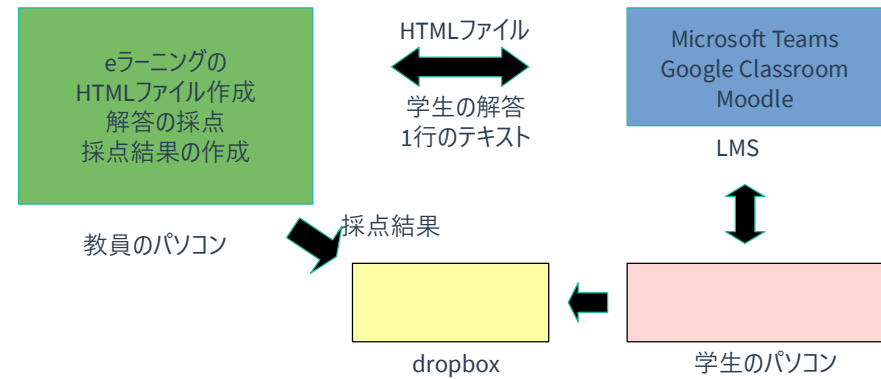 eラーニングの
HTMLファイル作成
解答の採点
採点結果の作成
教員のパソコン
HTMLファイル
学生の解答
1行のテキスト
Microsoft Teams
Google Classroom
Moodle
LMS
採点結果
dropbox
学生のパソコン